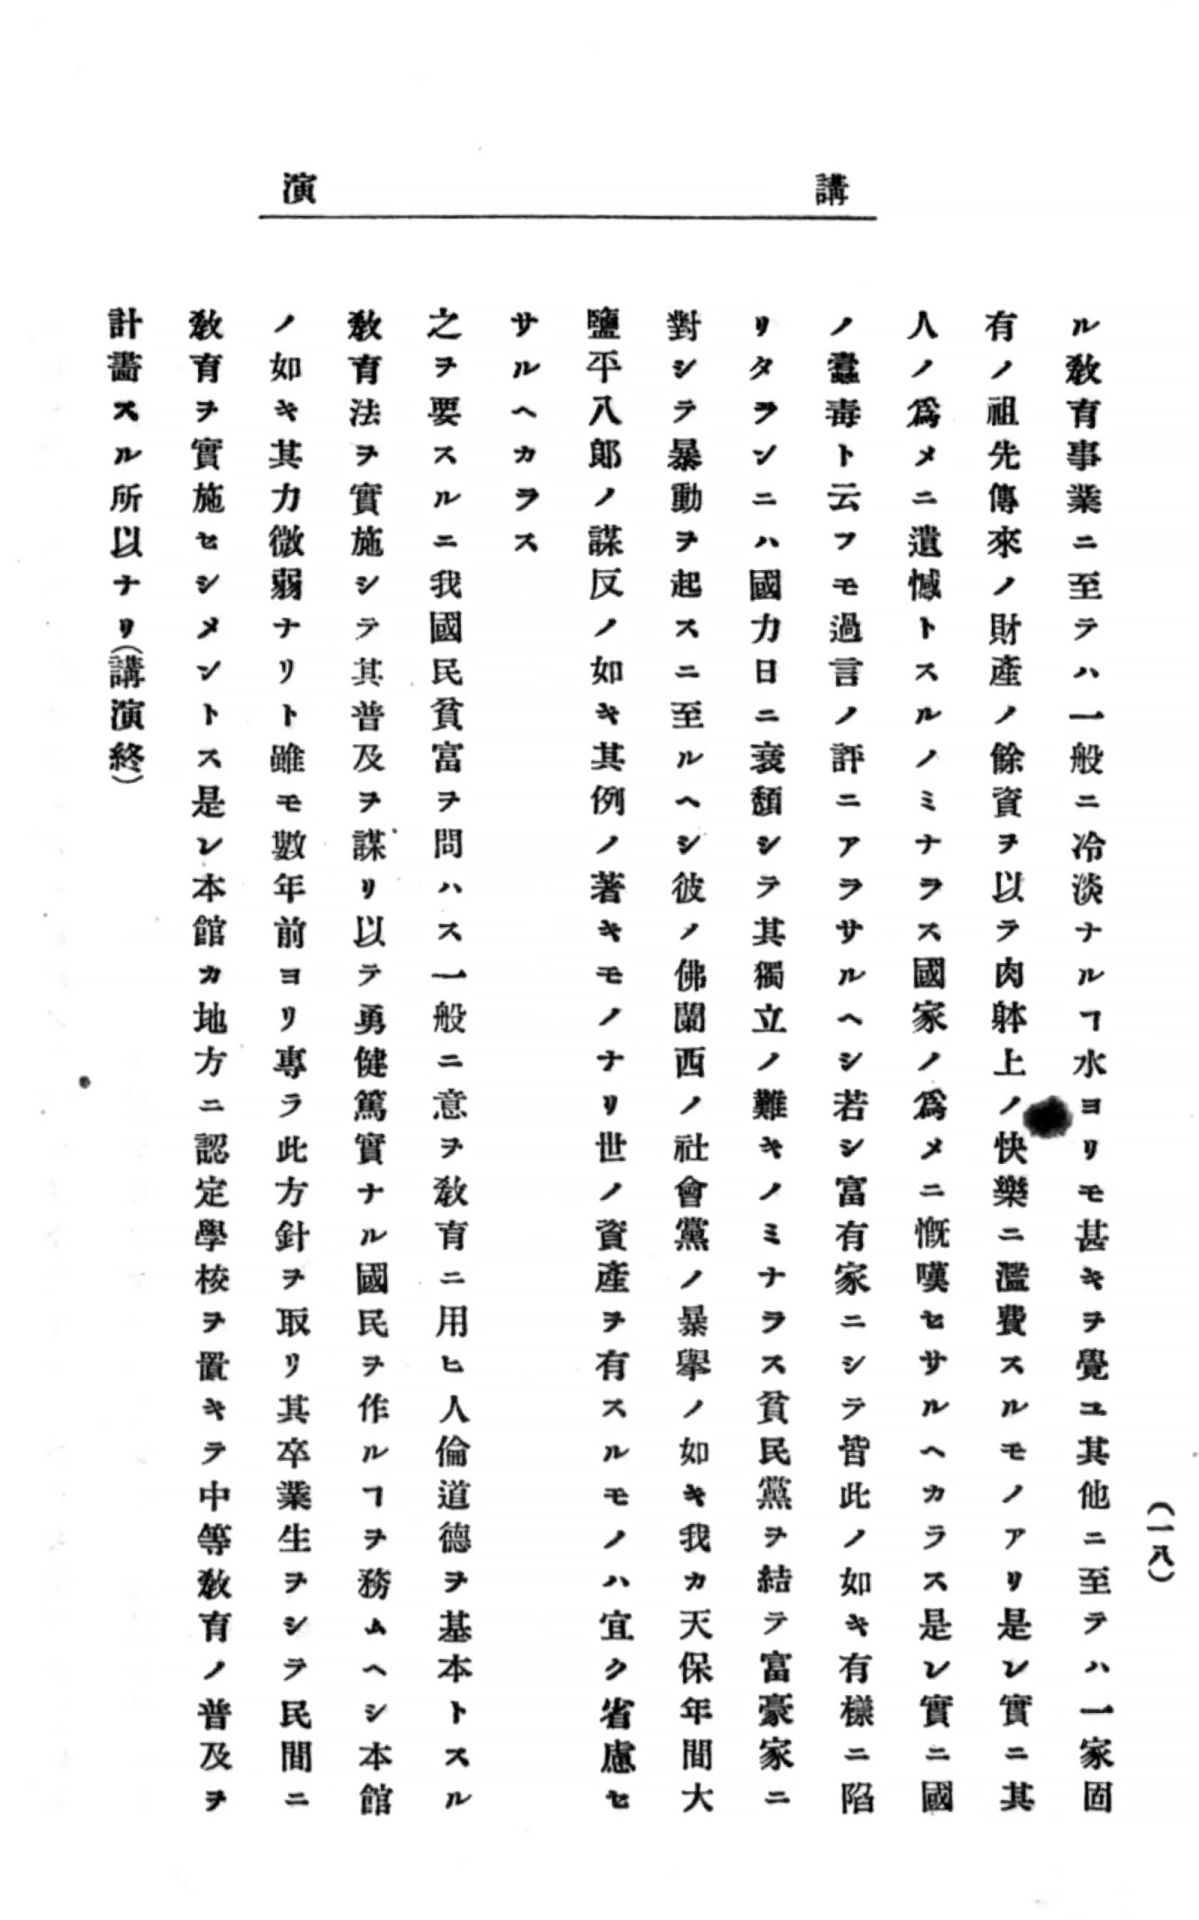 講演
(一八)
ル敎育事業ニ至テハ一般ニ冷淡ナルヿ水ヨリモ甚キヲ覺ユ其他ニ至テハ一家固
有ノ祖先傳來ノ財產ノ餘資ヲ以テ肉躰上ノ快樂ニ濫費スルモノアリ是レ實ニ其
人ノ爲メニ遺憾トスルノミナラス國家ノ爲メニ慨嘆セサルヘカラス是レ實ニ國
ノ蠧毒ト云フモ過言ノ評ニアラサルヘシ若シ富有家ニシテ皆此ノ如キ有樣ニ陷
リタランニハ國力日ニ衰頽シテ其獨立ノ難キノミナラス貧民黨ヲ結テ富豪家ニ
對シテ暴動ヲ起スニ至ルヘシ彼ノ佛蘭西ノ社會黨ノ暴擧ノ如キ我カ天保年間大
鹽平八郞ノ謀反ノ如キ其例ノ著キモノナリ世ノ資產ヲ有スルモノハ宜ク省慮セ
サルヘカラス
之ヲ要スルニ我國民貧富ヲ問ハス一般ニ意ヲ敎育ニ用ヒ人倫道德ヲ基本トスル
敎育法ヲ實施シテ其普及ヲ謀リ以テ勇健篤實ナル國民ヲ作ルヿヲ務ムヘシ本館
ノ如キ其力微弱ナリト雖モ數年前ヨリ專ラ此方針ヲ取リ其卒業生ヲシテ民間ニ
敎育ヲ實施セシメントス是レ本館カ地方ニ認定學校ヲ置キテ中等敎育ノ普及ヲ
計畵スル所以ナリ(講演終)